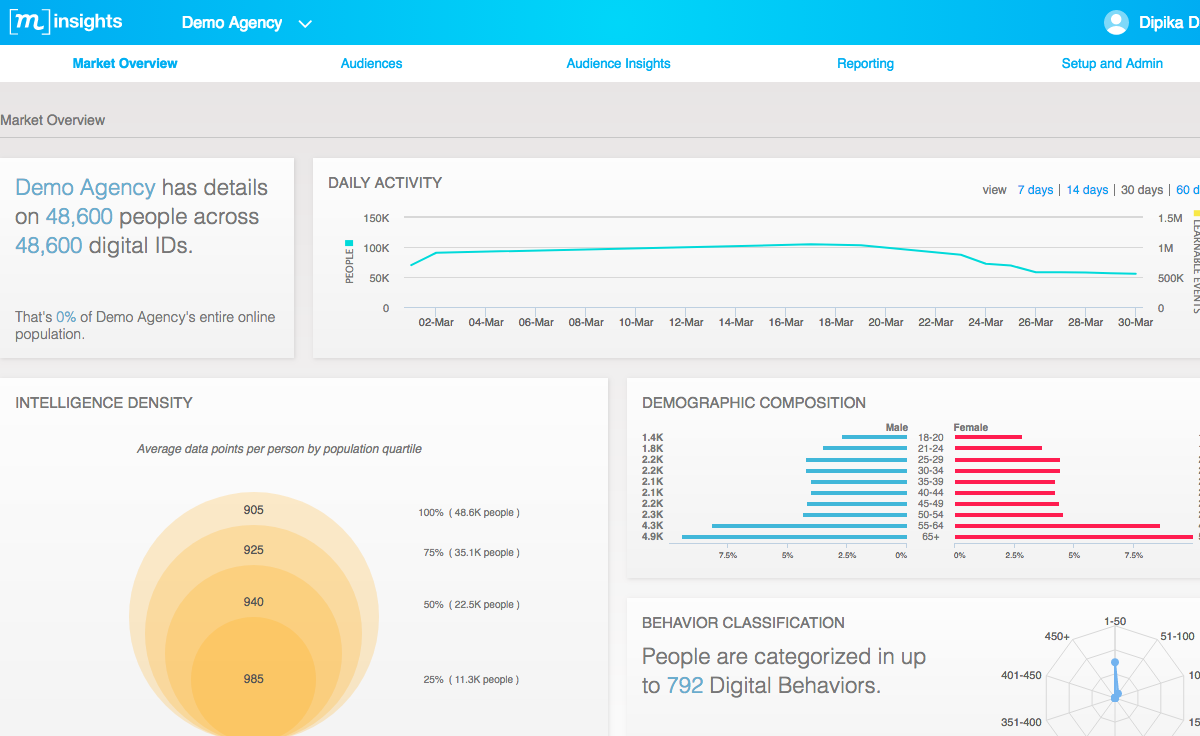 [m] insights
Demo Agency
Dipika D
Market Overview
Audiences
Audience Insights
Reporting
Setup and Admin
Market Overview
Demo Agency has details
on 48,600 people across
48,600 digital IDs.
That's 0% of Demo Agency's entire online
population.
DAILY ACTIVITY
view 7 days | 14 days | 30 days | 60 d
150K
100K
50K
0
PEOPLE
1.5M
1M
500K
0
LEARNABLE EVENTS
02-Mar 04-Mar 06-Mar 08-Mar 10-Mar 12-Mar 14-Mar 16-Mar 18-Mar 20-Mar 22-Mar 24-Mar 26-Mar 28-Mar 30-Mar
INTELLIGENCE DENSITY
Average data points per person by population quartile
905
100% ( 48.6K people )
925
75% ( 35.1K people )
940
50% ( 22.5K people )
985
25% ( 11.3K people )
DEMOGRAPHIC COMPOSITION
Male Female
1.4K 18-20
1.8K 21-24
2.2K 25-29
2.2K 30-34
2.1K 35-39
2.1K 40-44
2.2K 45-49
2.3K 50-54
4.3K 55-64
4.9K 65+
7.5% 5% 2.5% 0% 0% 2.5% 5% 7.5%
BEHAVIOR CLASSIFICATION
People are categorized in up
to 792 Digital Behaviors.
1-50
450+
51-100
401-450
10
351-400
15